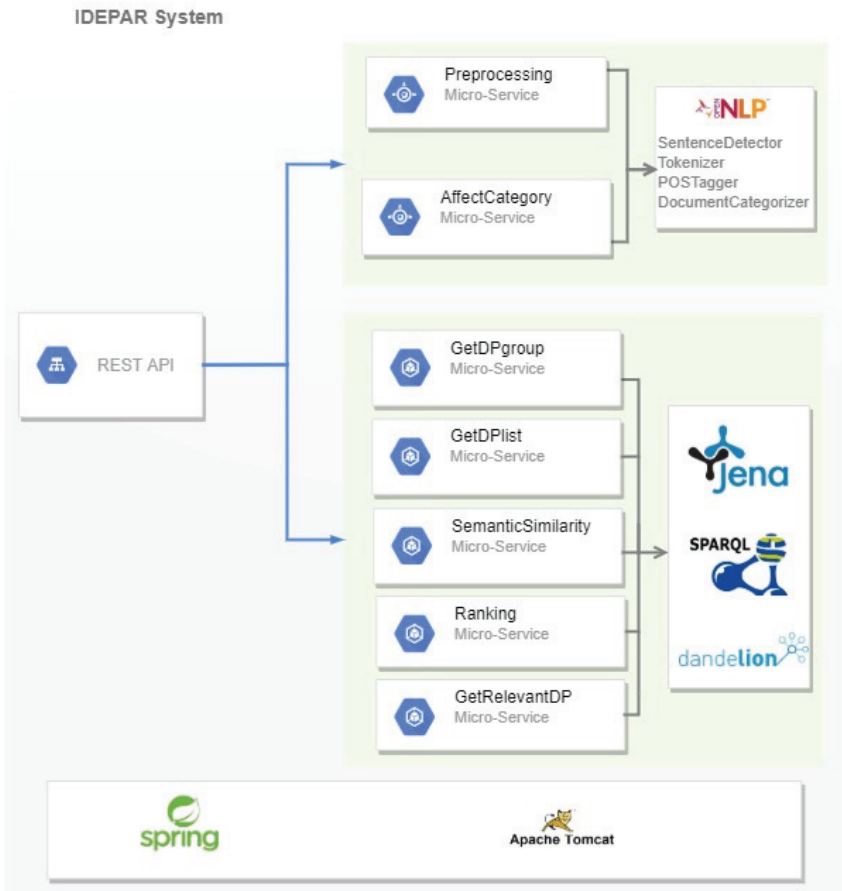 IDEPAR System
Preprocessing
Micro-Service
AffectCategory
Micro-Service
OPEN NLP
SentenceDetector
Tokenizer
POSTagger
DocumentCategorizer
REST API
GetDPgroup
Micro-Service
GetDPlist
Micro-Service
SemanticSimilarity
Micro-Service
Ranking
Micro-Service
GetRelevantDP
Micro-Service
Jena
SPARQL
dandelion
spring
Apache Tomcat